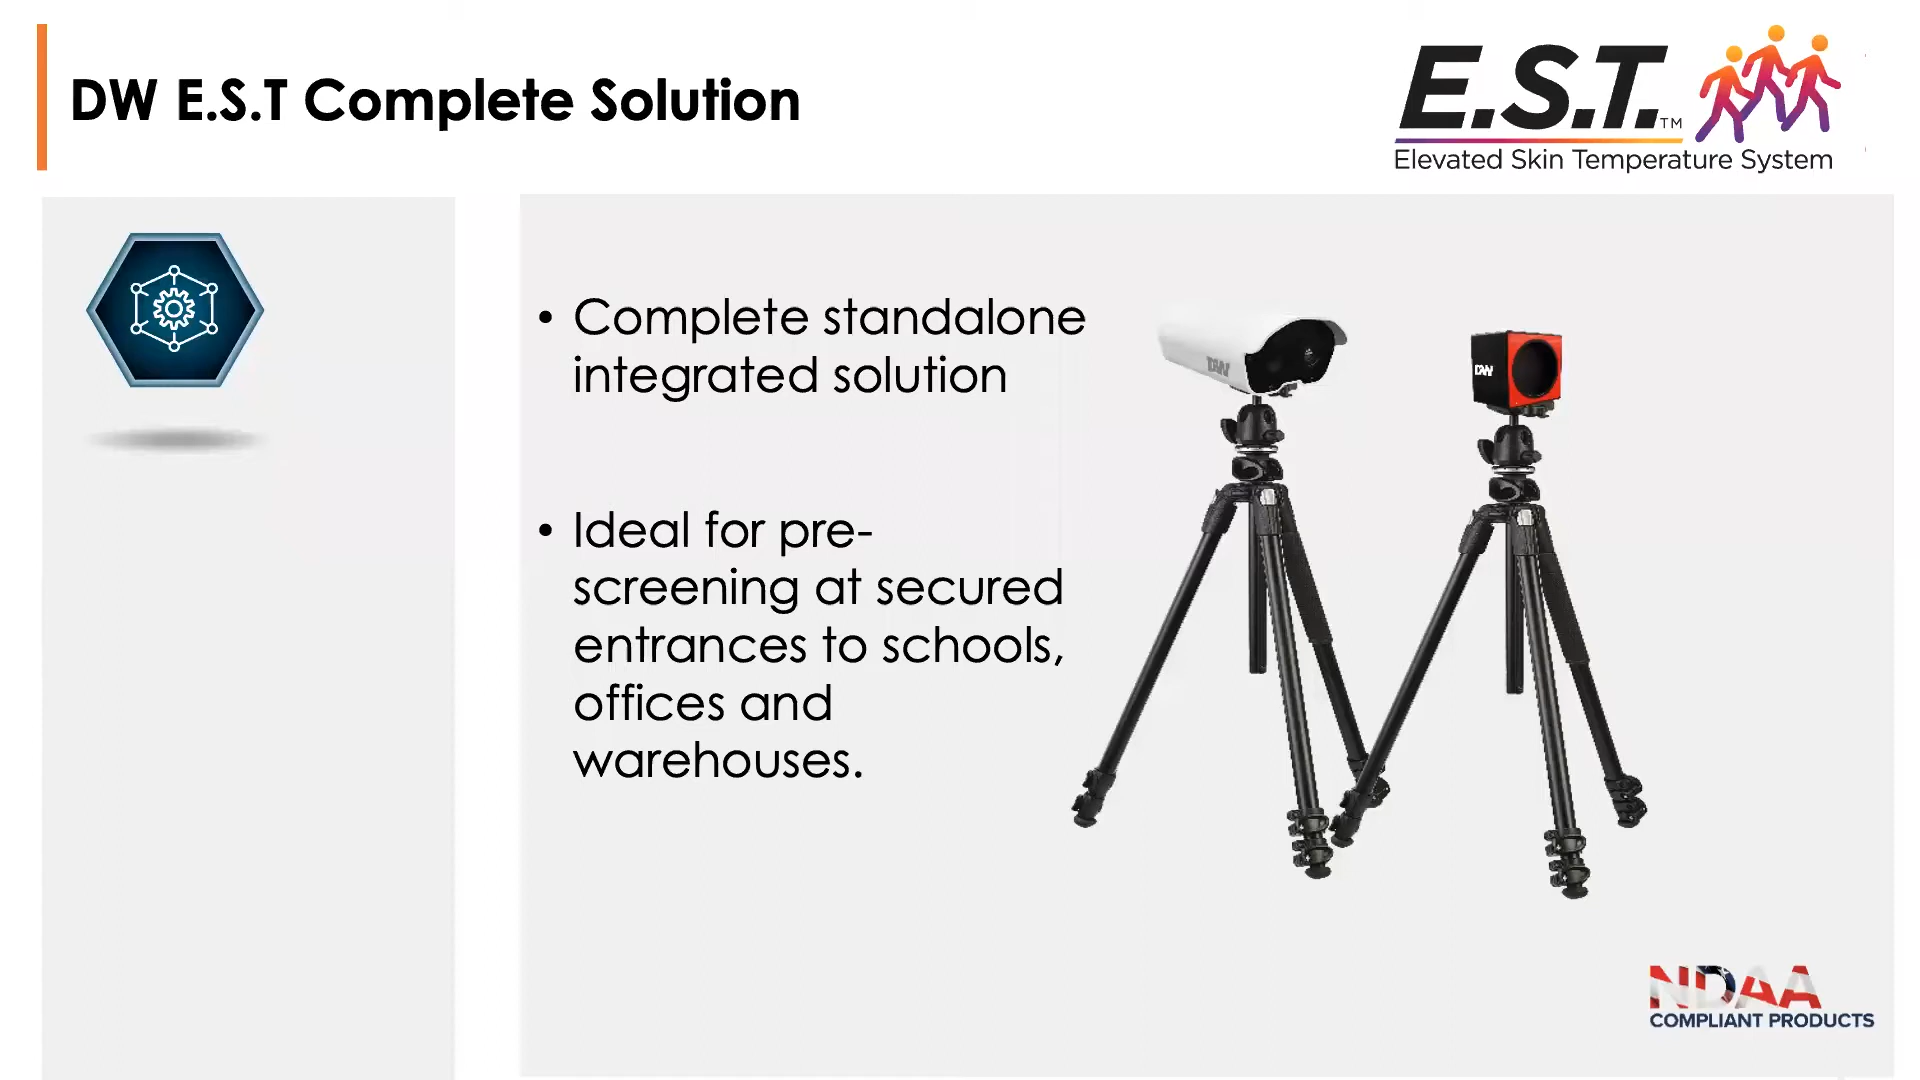 DW E.S.T Complete Solution
E.S.T.™
Elevated Skin Temperature System
• Complete standalone
integrated solution
• Ideal for pre-
screening at secured
entrances to schools,
offices and
warehouses.
DW
DW
NDAA
COMPLIANT PRODUCTS